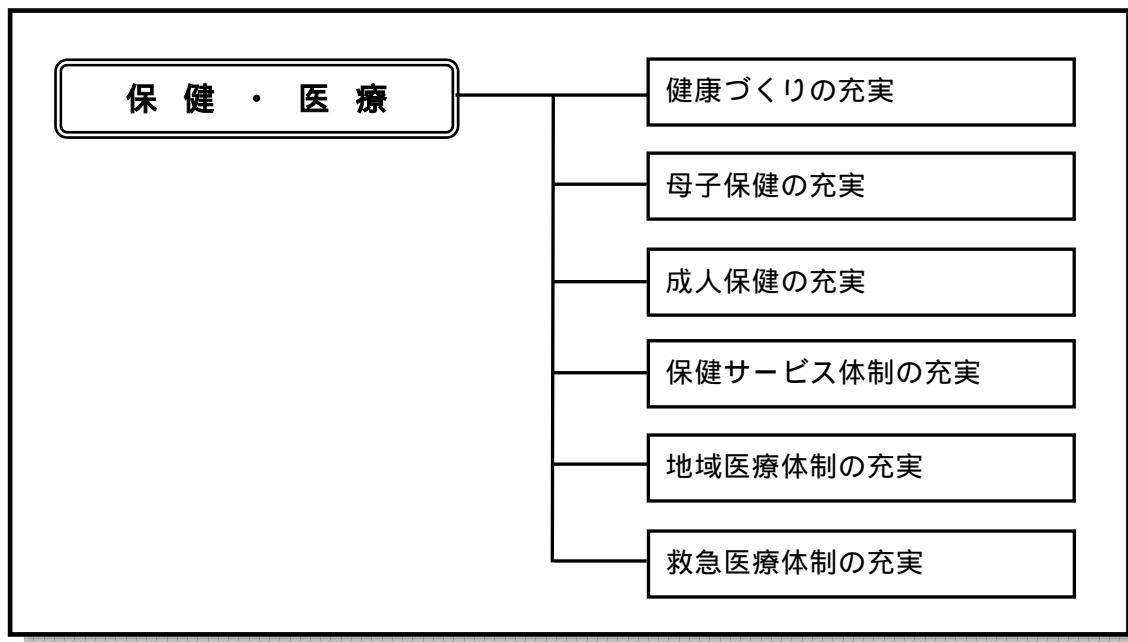 保健・医療
健康づくりの充実
母子保健の充実
成人保健の充実
保健サービス体制の充実
地域医療体制の充実
救急医療体制の充実